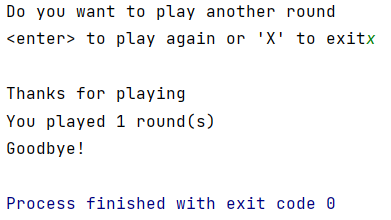 Do you want to play another round
<enter> to play again or 'X' to exitx
Thanks for playing
You played 1 round(s)
Goodbye!
Process finished with exit code 0